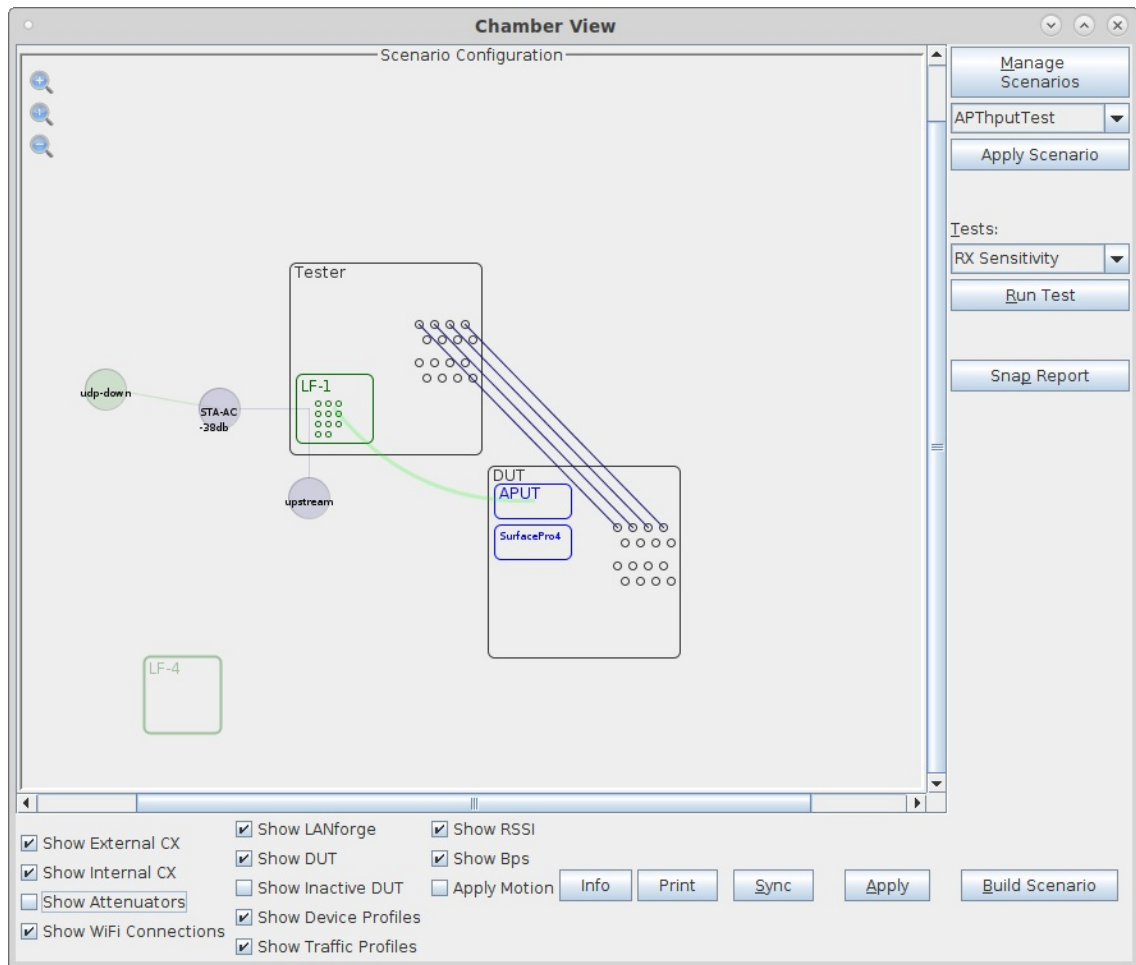 Chamber View
Scenario Configuration
Manage
Scenarios
APThputTest
Apply Scenario
Tests:
RX Sensitivity
Run Test
Snap Report
Tester
LF-1
udp-down
STA-AC
-38db
upstream
DUT
APUT
SurfacePro4
LF-4
Show External CX
Show Internal CX
Show Attenuators
Show WiFi Connections
Show LANforge
Show DUT
Show Inactive DUT
Show Device Profiles
Show Traffic Profiles
Show RSSI
Show Bps
Apply Motion
Info
Print
Sync
Apply
Build Scenario